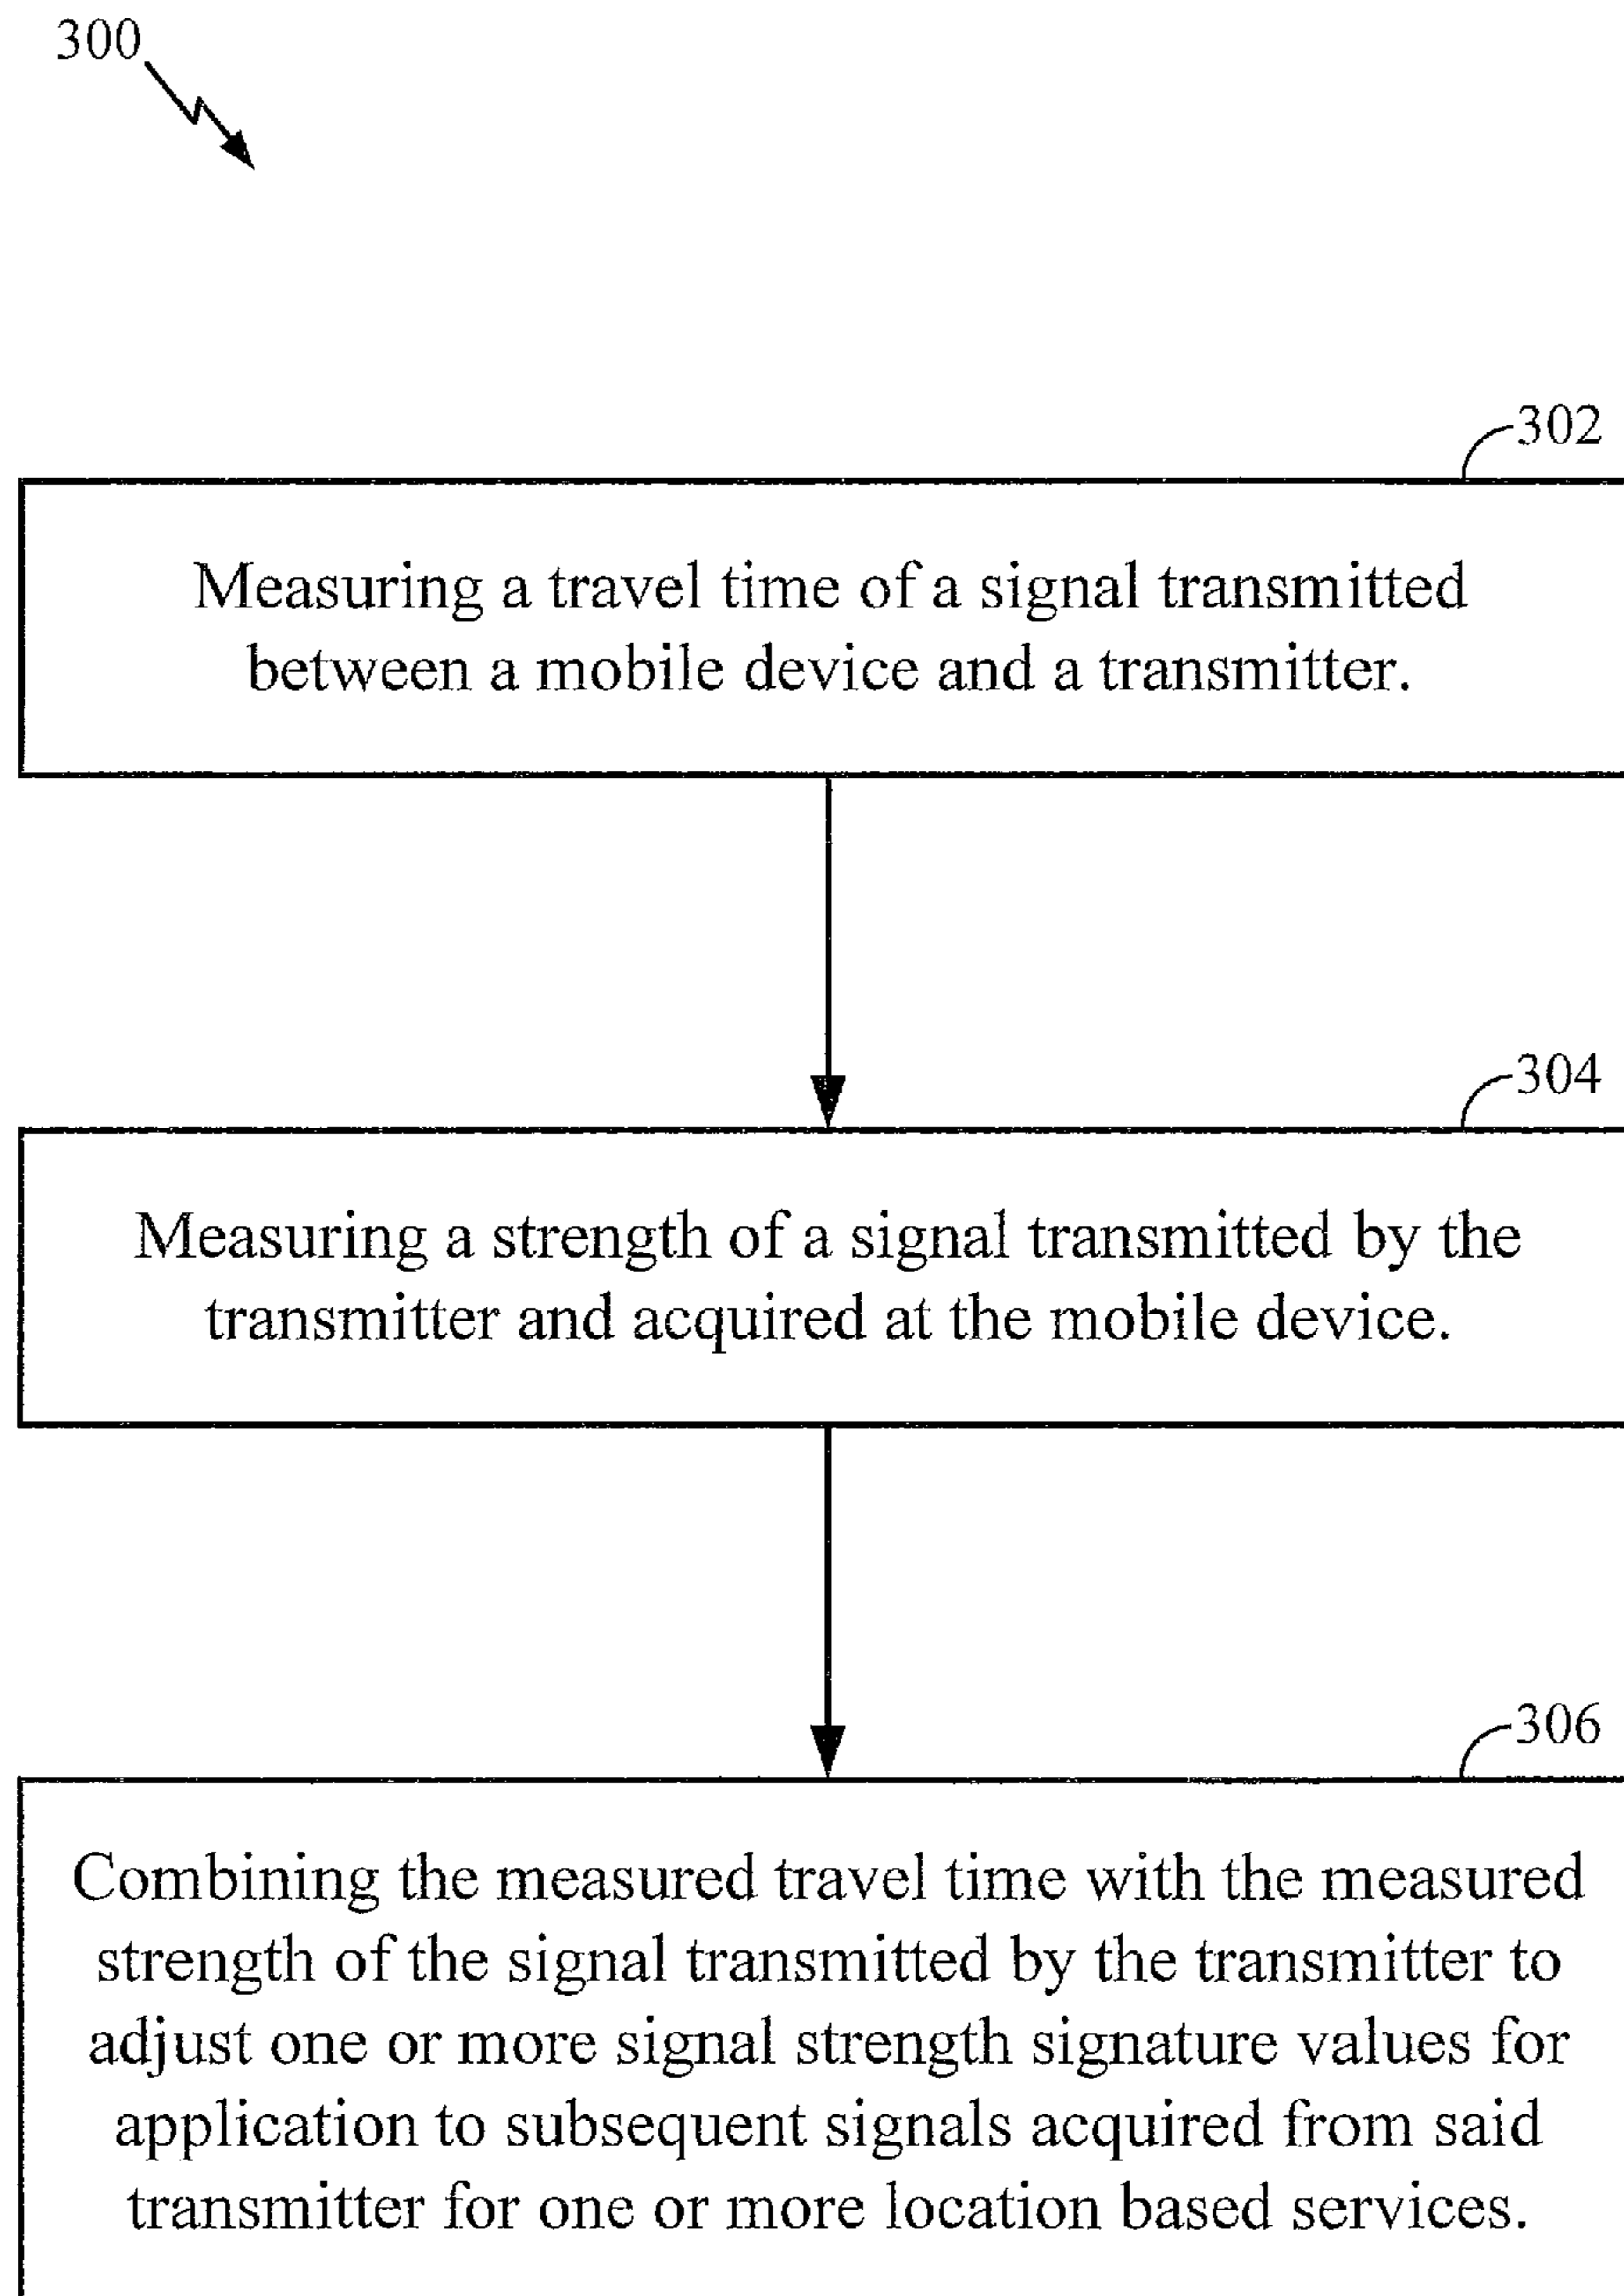 300
302
Measuring a travel time of a signal transmitted
between a mobile device and a transmitter.
304
Measuring a strength of a signal transmitted by the
transmitter and acquired at the mobile device.
306
Combining the measured travel time with the measured
strength of the signal transmitted by the transmitter to
adjust one or more signal strength signature values for
application to subsequent signals acquired from said
transmitter for one or more location based services.